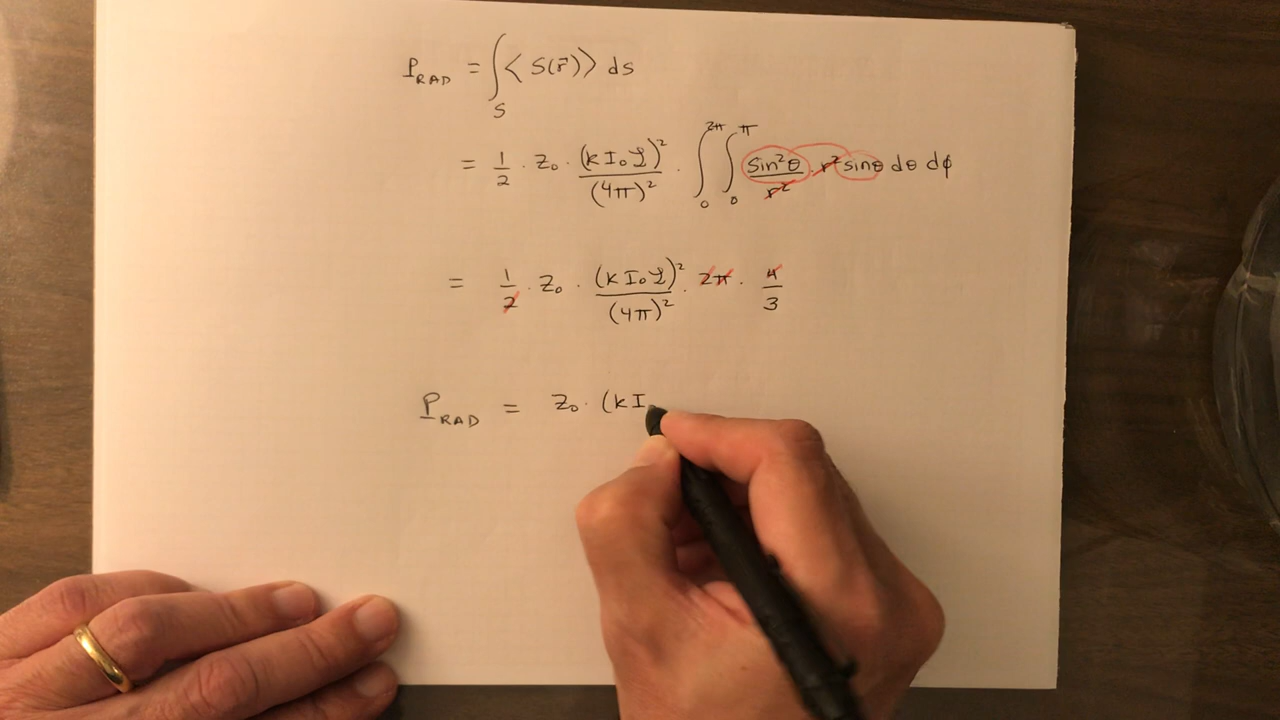 P_RAD = ∫_S ⟨ S(r⃗) ⟩ ds
= 1/2 · Z₀ · (k I₀ ℒ)²/(4π)² · ∫₀^2π ∫₀^π sin²θ/r² · r² sinθ dθ dϕ
= 1/2 · Z₀ · (k I₀ ℒ)²/(4π)² · 2π · 4/3
P_RAD = Z₀ · (k I